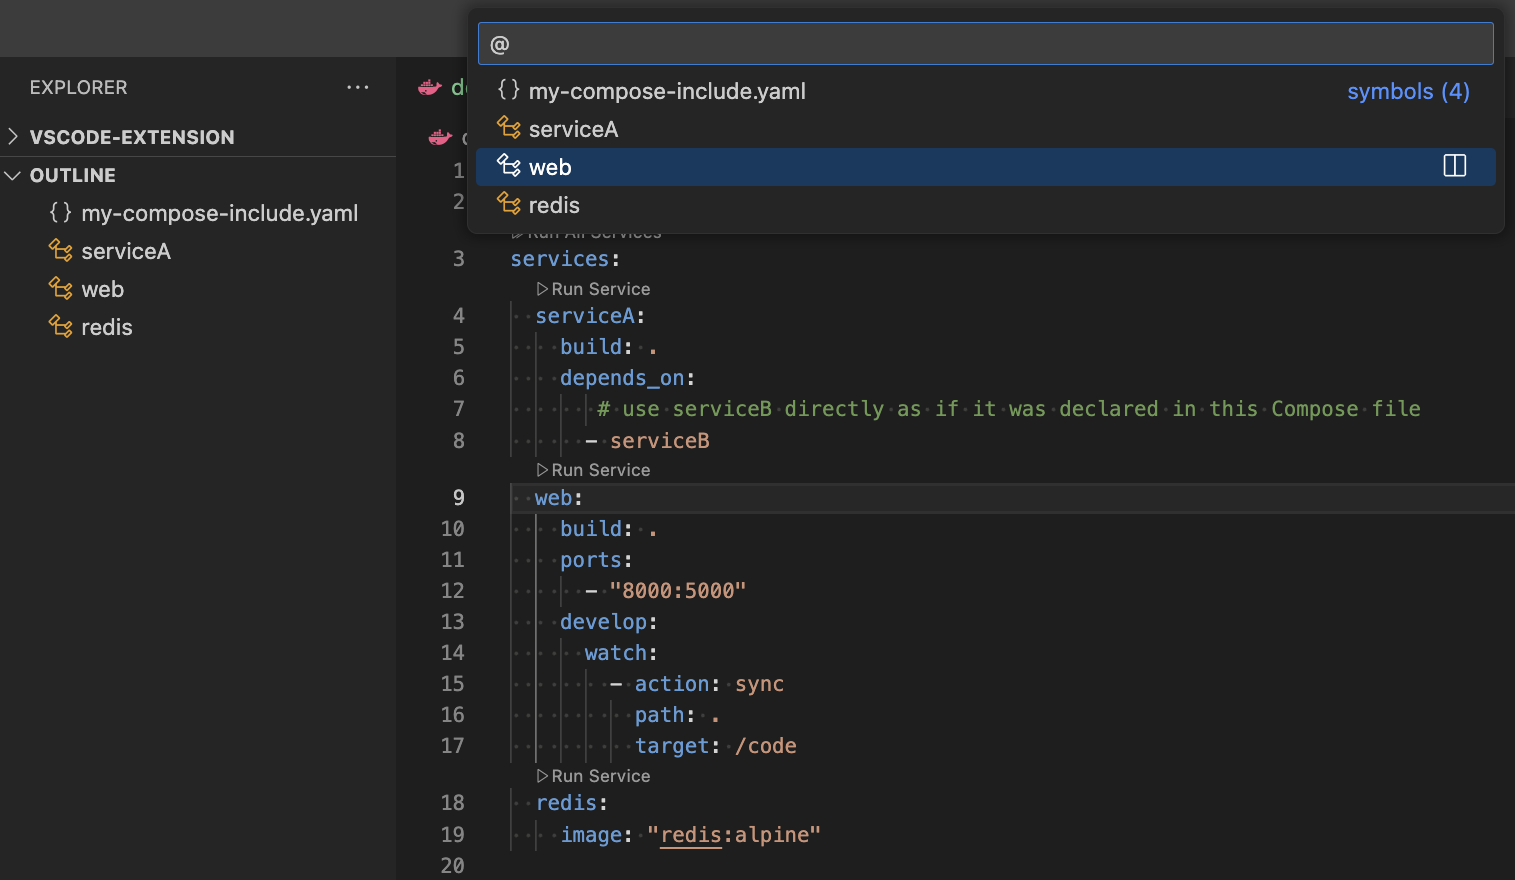 @
{} my-compose-include.yaml symbols (4)
serviceA
web
redis
EXPLORER ···
VSCODE-EXTENSION
OUTLINE
{} my-compose-include.yaml
serviceA
web
redis
1
2
Run All Services
3 services:
Run Service
4 serviceA:
5 build: .
6 depends_on:
7 # use serviceB directly as if it was declared in this Compose file
8 - serviceB
Run Service
9 web:
10 build: .
11 ports:
12 - "8000:5000"
13 develop:
14 watch:
15 - action: sync
16 path: .
17 target: /code
Run Service
18 redis:
19 image: "redis:alpine"
20